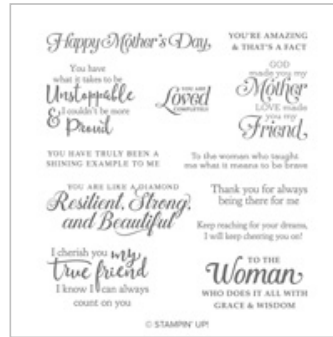 Happy Mother's Day
YOU'RE AMAZING
& THAT'S A FACT
You have
what it takes to be
Unstoppable
& I couldn't be more
Proud
YOU ARE
Loved
COMPLETELY
GOD
made you my
Mother
LOVE made
you my
Friend
YOU HAVE TRULY BEEN A
SHINING EXAMPLE TO ME
To the woman who taught
me what it means to be brave
YOU ARE LIKE A DIAMOND
Resilient, Strong,
and Beautiful
Thank you for always
being there for me
Keep reaching for your dreams,
I will keep cheering you on!
I cherish you my
true friend
I know I can always
count on you
TO THE
Woman
WHO DOES IT ALL WITH
GRACE & WISDOM
© STAMPIN' UP!